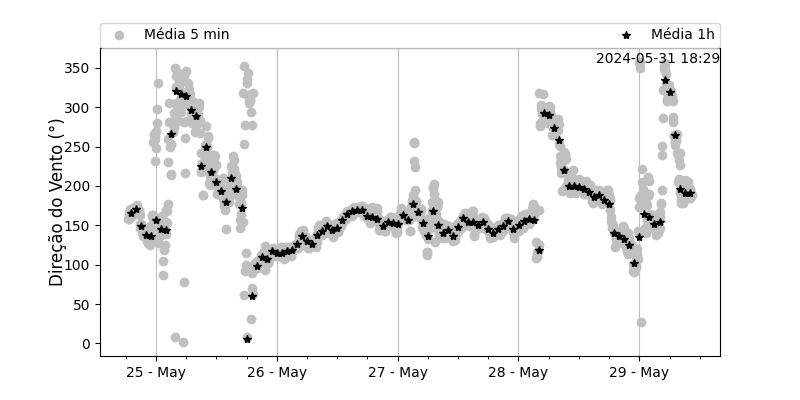 Média 5 min
Média 1h
2024-05-31 18:29
Direção do Vento (°)
350
300
250
200
150
100
50
0
25 - May
26 - May
27 - May
28 - May
29 - May